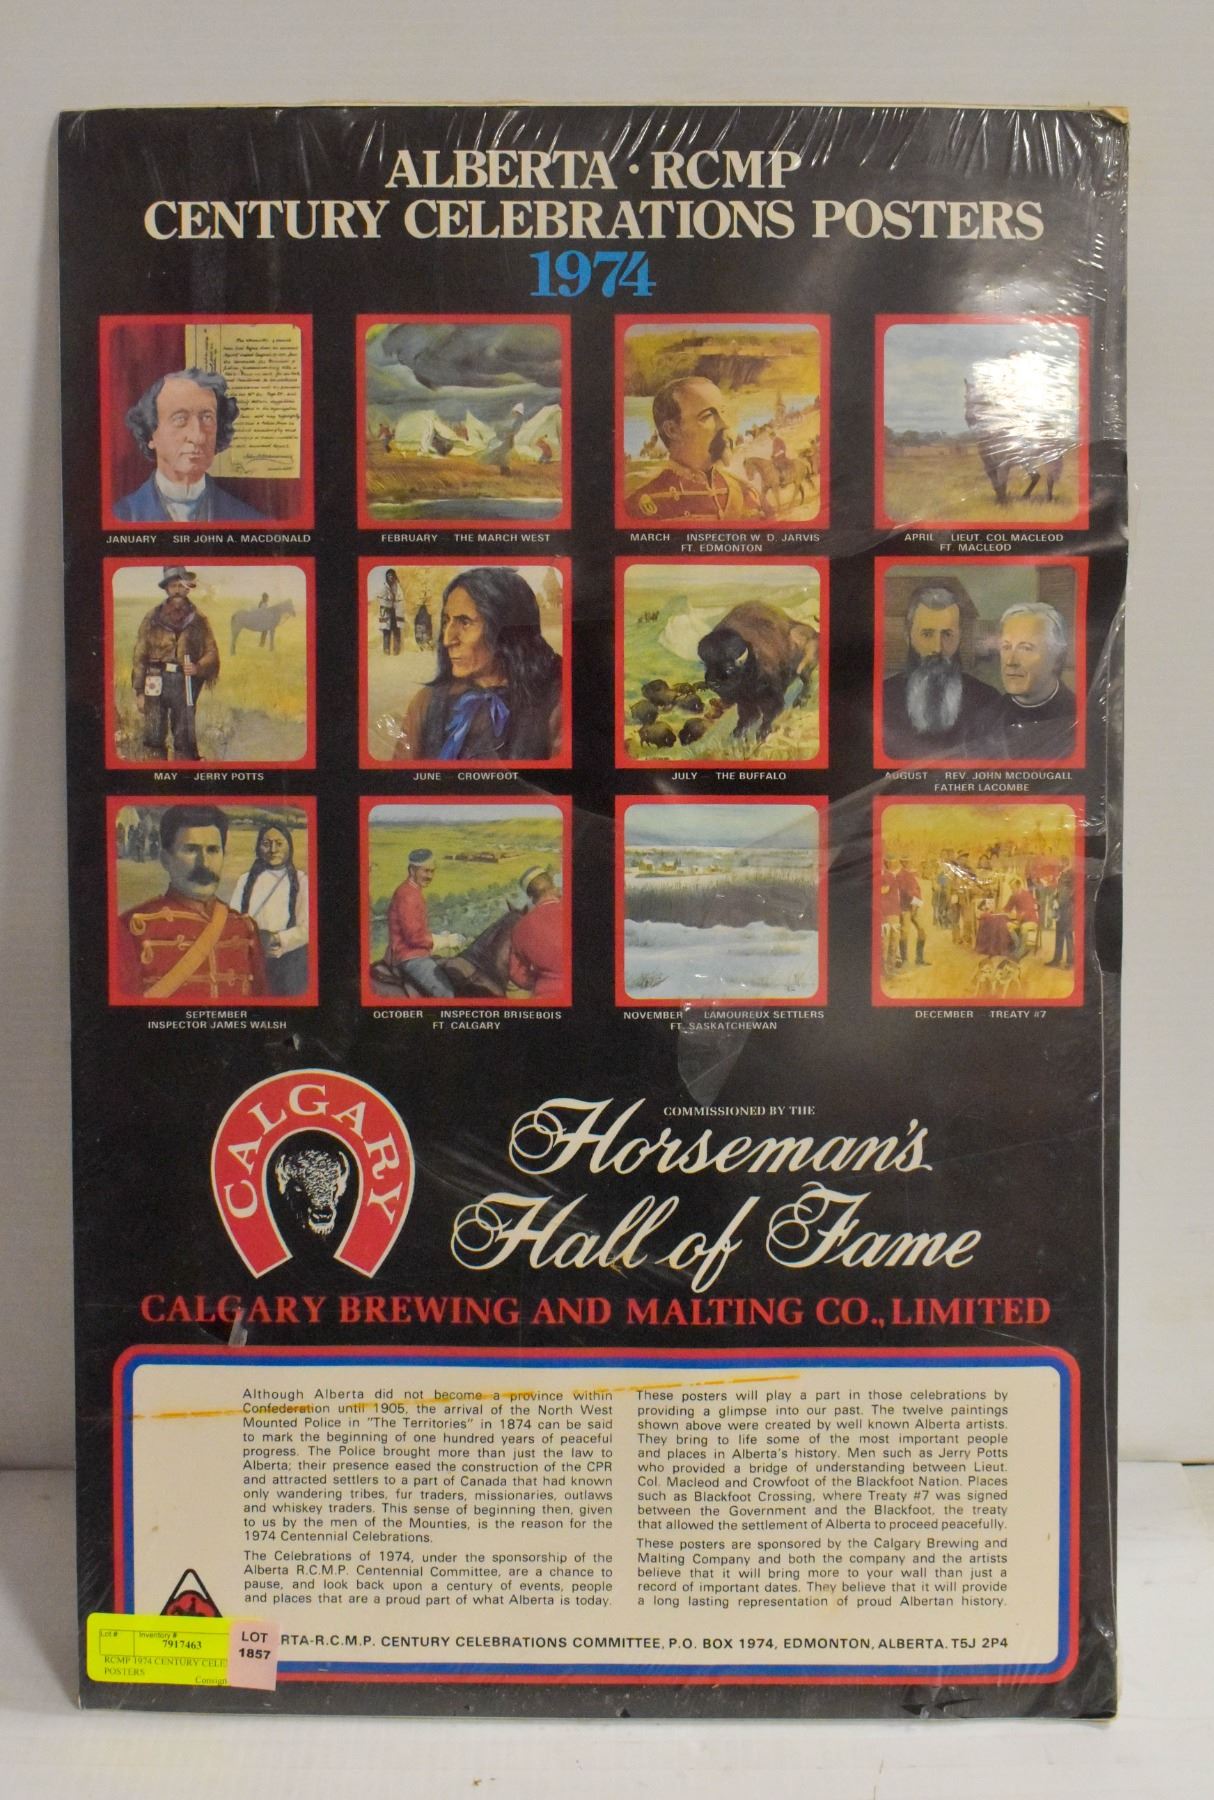 ALBERTA · RCMP
CENTURY CELEBRATIONS POSTERS
1974
JANUARY SIR JOHN A. MACDONALD
FEBRUARY THE MARCH WEST
MARCH INSPECTOR W. D. JARVIS
FT. EDMONTON
APRIL LIEUT. COL MACLEOD
FT. MACLEOD
MAY JERRY POTTS
JUNE CROWFOOT
JULY THE BUFFALO
AUGUST REV. JOHN MCDOUGALL
FATHER LACOMBE
SEPTEMBER
INSPECTOR JAMES WALSH
OCTOBER INSPECTOR BRISEBOIS
FT. CALGARY
NOVEMBER LAMOUREUX SETTLERS
FT. SASKATCHEWAN
DECEMBER TREATY #7
CALGARY
COMMISSIONED BY THE
Horseman's
Hall of Fame
CALGARY BREWING AND MALTING CO., LIMITED
Although Alberta did not become a province within
Confederation until 1905, the arrival of the North West
Mounted Police in "The Territories" in 1874 can be said
to mark the beginning of one hundred years of peaceful
progress. The Police brought more than just the law to
Alberta; their presence eased the construction of the CPR
and attracted settlers to a part of Canada that had known
only wandering tribes, fur traders, missionaries, outlaws
and whiskey traders. This sense of beginning then, given
to us by the men of the Mounties, is the reason for the
1974 Centennial Celebrations.
The Celebrations of 1974, under the sponsorship of the
Alberta R.C.M.P. Centennial Committee, are a chance to
pause, and look back upon a century of events, people
and places that are a proud part of what Alberta is today.
These posters will play a part in those celebrations by
providing a glimpse into our past. The twelve paintings
shown above were created by well known Alberta artists.
They bring to life some of the most important people
and places in Alberta's history. Men such as Jerry Potts
who provided a bridge of understanding between Lieut.
Col. Macleod and Crowfoot of the Blackfoot Nation. Places
such as Blackfoot Crossing, where Treaty #7 was signed
between the Government and the Blackfoot, the treaty
that allowed the settlement of Alberta to proceed peacefully.
These posters are sponsored by the Calgary Brewing and
Malting Company and both the company and the artists
believe that it will bring more to your wall than just a
record of important dates. They believe that it will provide
a long lasting representation of proud Albertan history.
RTA-R.C.M.P. CENTURY CELEBRATIONS COMMITTEE, P.O. BOX 1974, EDMONTON, ALBERTA. T5J 2P4
Lot # Inventory #
7917463
RCMP 1974 CENTURY CELE
POSTERS
Consign
LOT
1857